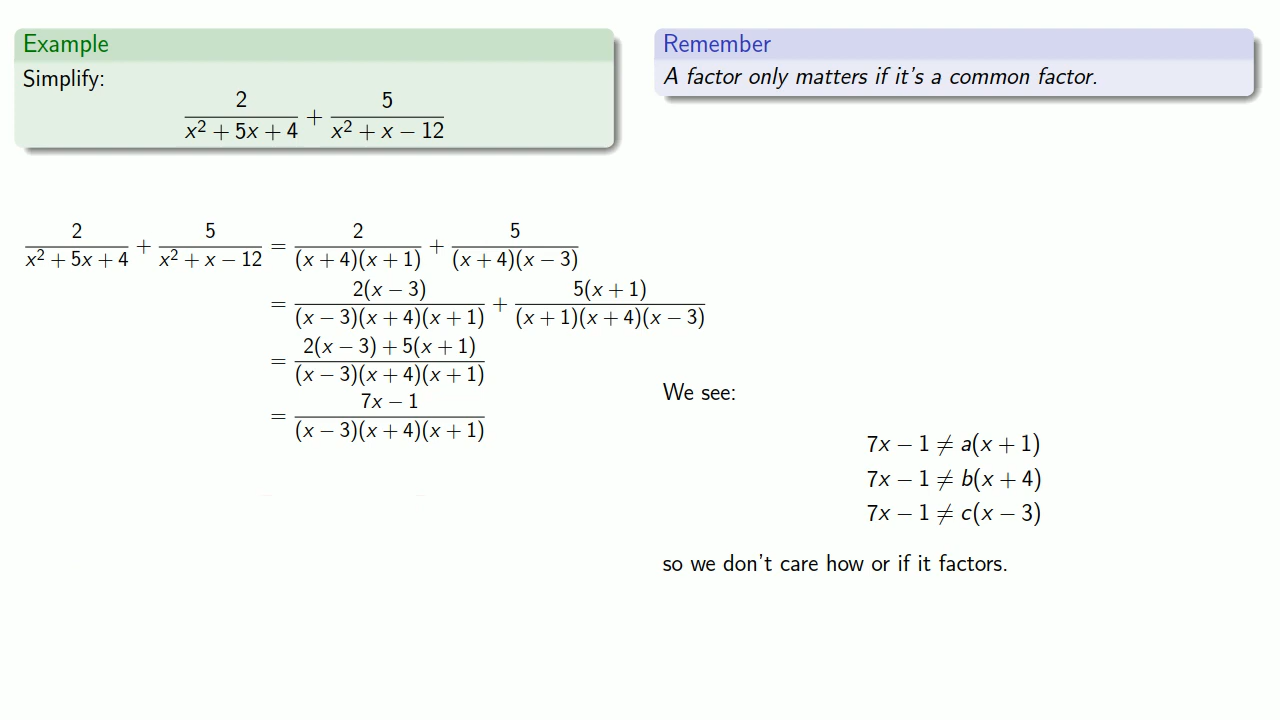 Example
Simplify:
2/(x² + 5x + 4) + 5/(x² + x − 12)
Remember
A factor only matters if it's a common factor.
2/(x² + 5x + 4) + 5/(x² + x − 12) = 2/((x + 4)(x + 1)) + 5/((x + 4)(x − 3))
= 2(x − 3)/((x − 3)(x + 4)(x + 1)) + 5(x + 1)/((x + 1)(x + 4)(x − 3))
= (2(x − 3) + 5(x + 1))/((x − 3)(x + 4)(x + 1))
= (7x − 1)/((x − 3)(x + 4)(x + 1))
We see:
7x − 1 ≠ a(x + 1)
7x − 1 ≠ b(x + 4)
7x − 1 ≠ c(x − 3)
so we don't care how or if it factors.